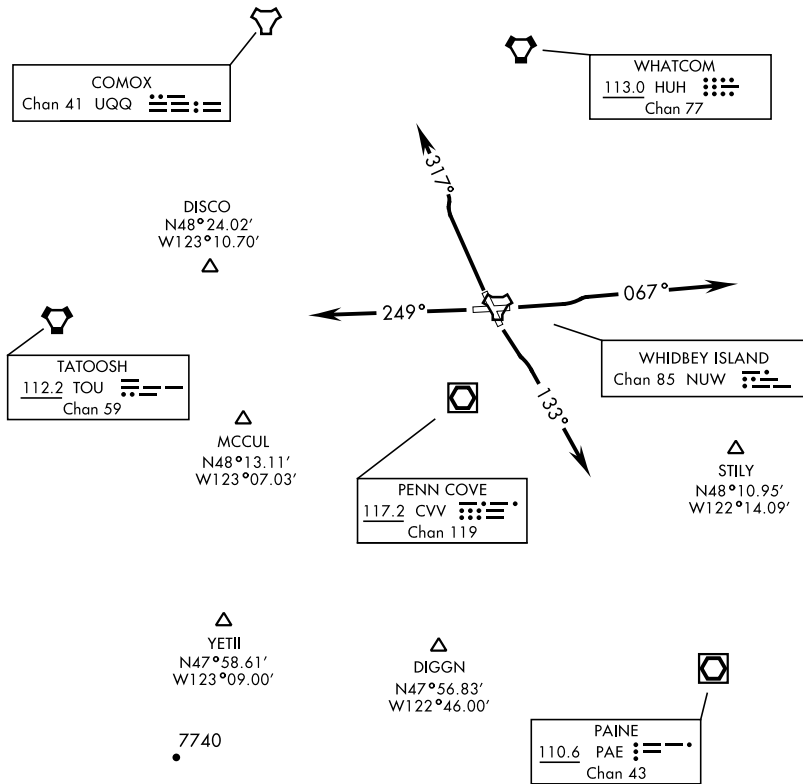 COMOX
Chan 41 UQQ
WHATCOM
113.0 HUH
Chan 77
317°
DISCO
N48°24.02'
W123°10.70'
249°
067°
TATOOSH
112.2 TOU
Chan 59
WHIDBEY ISLAND
Chan 85 NUW
133°
MCCUL
N48°13.11'
W123°07.03'
PENN COVE
117.2 CVV
Chan 119
STILY
N48°10.95'
W122°14.09'
YETII
N47°58.61'
W123°09.00'
DIGGN
N47°56.83'
W122°46.00'
7740
PAINE
110.6 PAE
Chan 43